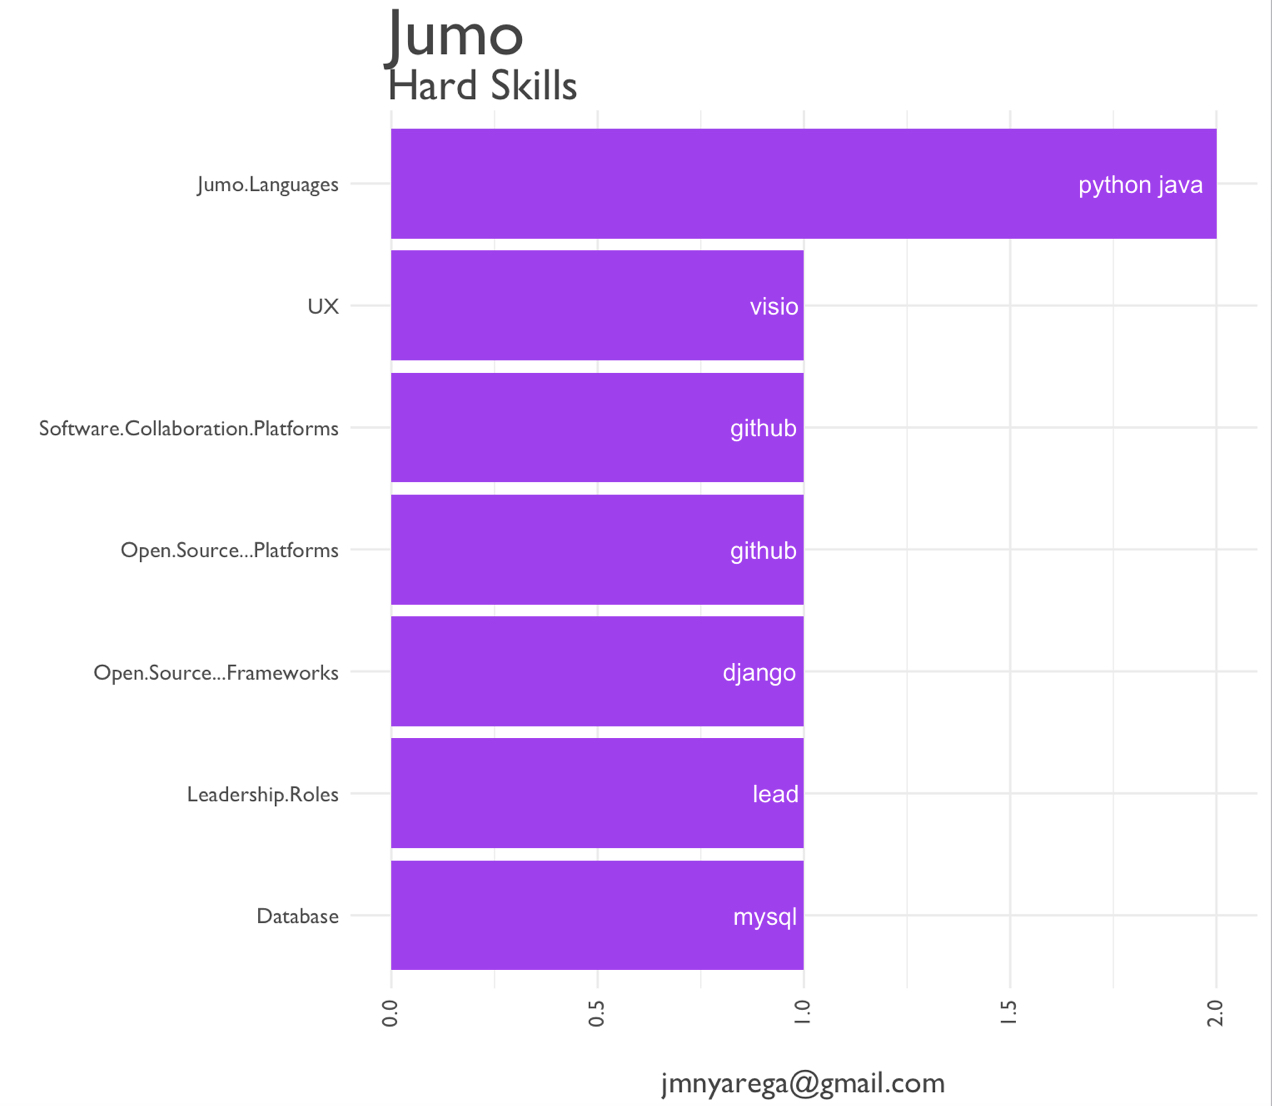 Jumo
Hard Skills
Jumo.Languages
python java
UX
visio
Software.Collaboration.Platforms
github
Open.Source...Platforms
github
Open.Source...Frameworks
django
Leadership.Roles
lead
Database
mysql
0.0
0.5
1.0
1.5
2.0
jmnyarega@gmail.com